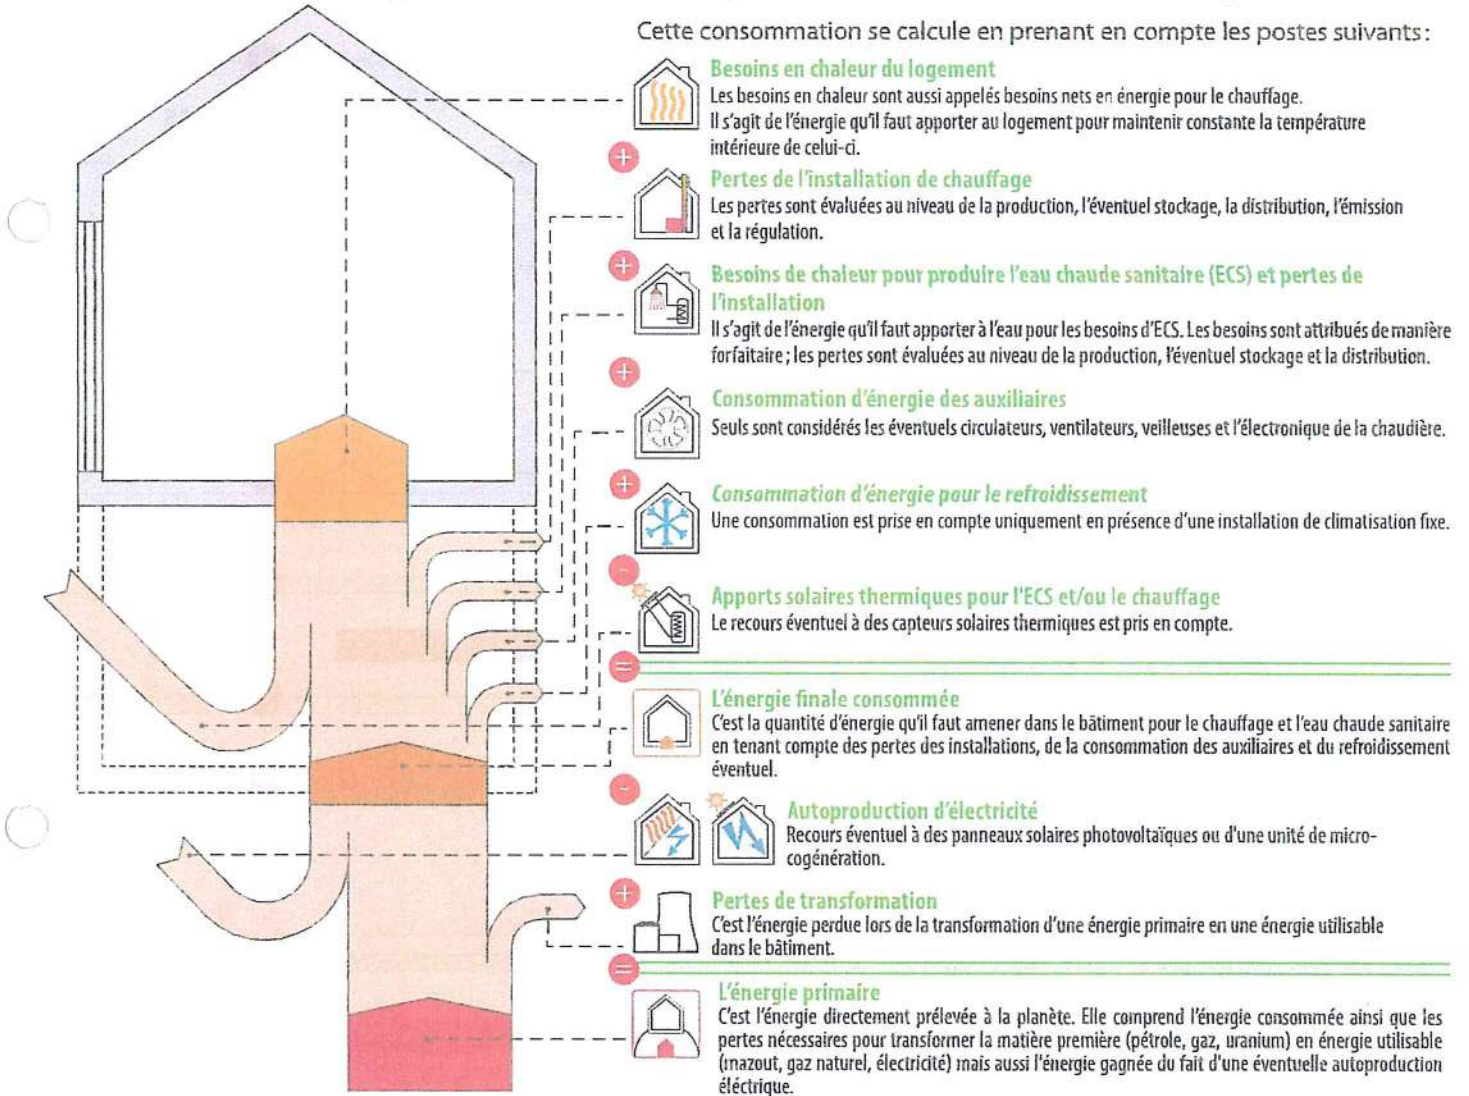 Cette consommation se calcule en prenant en compte les postes suivants :
Besoins en chaleur du logement
Les besoins en chaleur sont aussi appelés besoins nets en énergie pour le chauffage.
Il s'agit de l'énergie qu'il faut apporter au logement pour maintenir constante la température
intérieure de celui-ci.
+
Pertes de l'installation de chauffage
Les pertes sont évaluées au niveau de la production, l'éventuel stockage, la distribution, l'émission
et la régulation.
+
Besoins de chaleur pour produire l'eau chaude sanitaire (ECS) et pertes de
l'installation
Il s'agit de l'énergie qu'il faut apporter à l'eau pour les besoins d'ECS. Les besoins sont attribués de manière
forfaitaire ; les pertes sont évaluées au niveau de la production, l'éventuel stockage et la distribution.
+
Consommation d'énergie des auxiliaires
Seuls sont considérés les éventuels circulateurs, ventilateurs, veilleuses et l'électronique de la chaudière.
+
Consommation d'énergie pour le refroidissement
Une consommation est prise en compte uniquement en présence d'une installation de climatisation fixe.
-
Apports solaires thermiques pour l'ECS et/ou le chauffage
Le recours éventuel à des capteurs solaires thermiques est pris en compte.
=
L'énergie finale consommée
C'est la quantité d'énergie qu'il faut amener dans le bâtiment pour le chauffage et l'eau chaude sanitaire
en tenant compte des pertes des installations, de la consommation des auxiliaires et du refroidissement
éventuel.
-
Autoproduction d'électricité
Recours éventuel à des panneaux solaires photovoltaïques ou d'une unité de micro-
cogénération.
+
Pertes de transformation
C'est l'énergie perdue lors de la transformation d'une énergie primaire en une énergie utilisable
dans le bâtiment.
=
L'énergie primaire
C'est l'énergie directement prélevée à la planète. Elle comprend l'énergie consommée ainsi que les
pertes nécessaires pour transformer la matière première (pétrole, gaz, uranium) en énergie utilisable
(mazout, gaz naturel, électricité) mais aussi l'énergie gagnée du fait d'une éventuelle autoproduction
éléctrique.